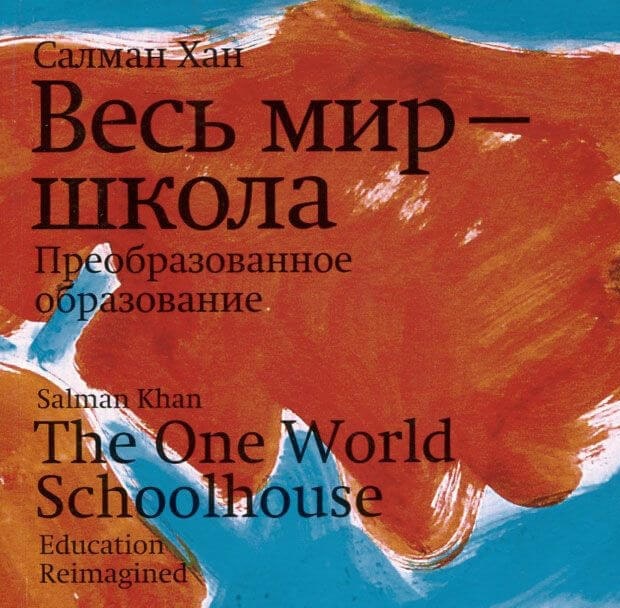 Салман Хан
Весь мир –
школа
Преобразованное
образование
Salman Khan
The One World
Schoolhouse
Education
Reimagined